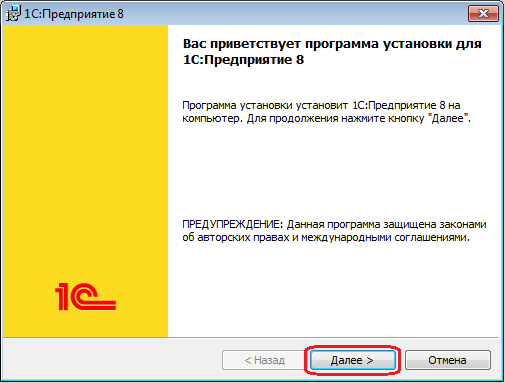 1С:Предприятие 8
Вас приветствует программа установки для
1С:Предприятие 8
Программа установки установит 1С:Предприятие 8 на
компьютер. Для продолжения нажмите кнопку "Далее".
ПРЕДУПРЕЖДЕНИЕ: Данная программа защищена законами
об авторских правах и международными соглашениями.
1С
< Назад
Далее >
Отмена